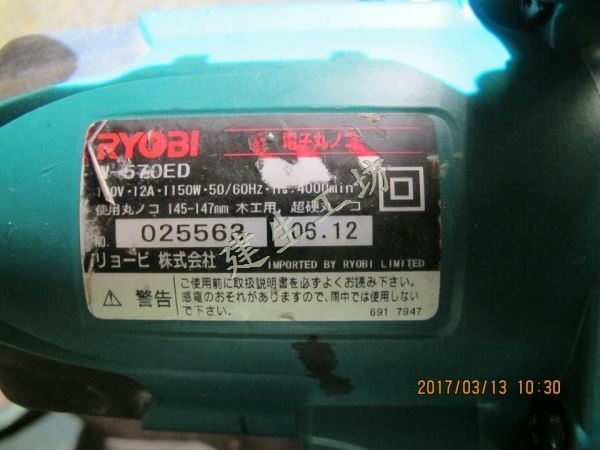 RYOBI 電子丸ノコ
W-570ED
100V・12A・1150W・50/60HZ・ 4000min
使用丸ノコ 145-147mm 木工用, 超硬丸 コ
NO. 025563 06.12
リョービ 株式会社 IMPORTED BY RYOBI LIMITED
警告
ご使用前に取扱説明書を必ずよくお読み下さい。
感電のおそれがありますので、雨中では使用しない
で下さい。
691 7947
建生工坊
2017/03/13 10:30